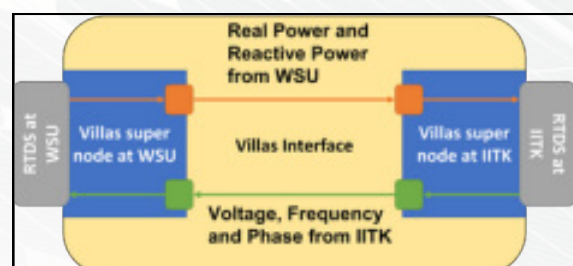 Real Power and
Reactive Power
from WSU
RTDS at
WSU
Villas super
node at WSU
Villas Interface
Villas super
node at IITK
RTDS at
IITK
Voltage, Frequency
and Phase from IITK